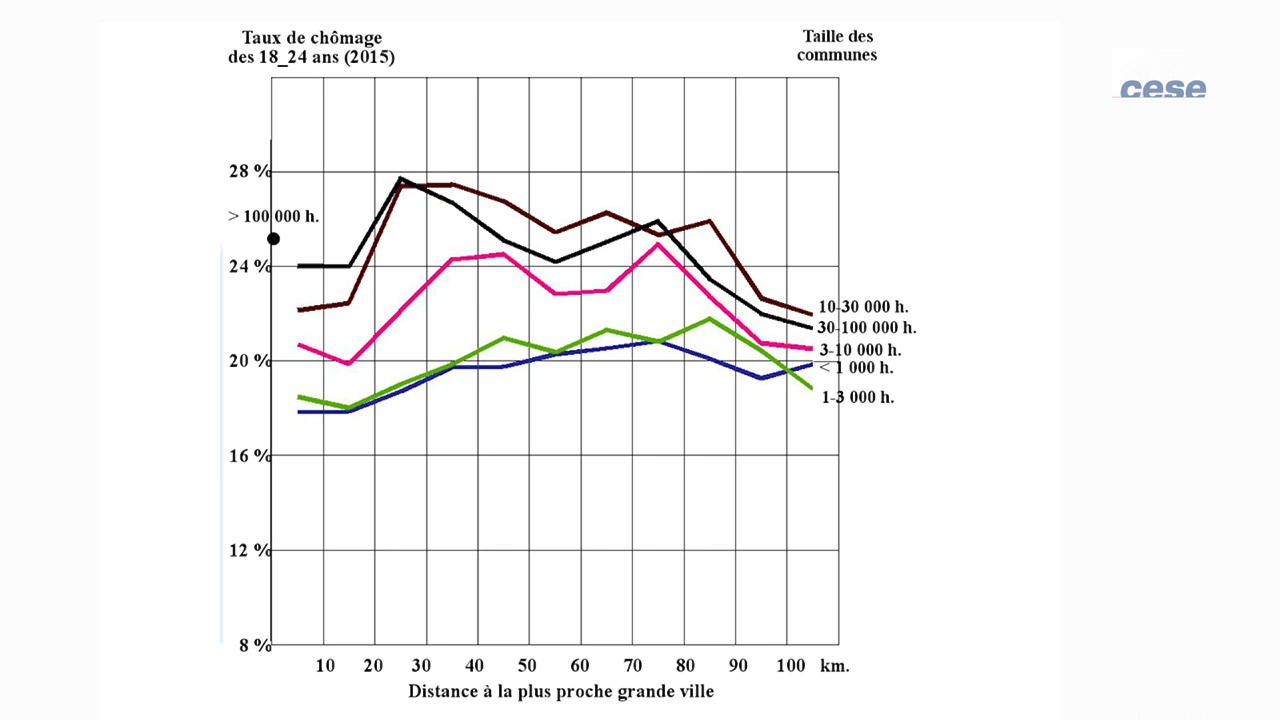 Taux de chômage
des 18_24 ans (2015)
Taille des
communes
cese
28 %
> 100 000 h.
24 %
20 %
16 %
12 %
8 %
10-30 000 h.
30-100 000 h.
3-10 000 h.
< 1 000 h.
1-3 000 h.
10 20 30 40 50 60 70 80 90 100 km.
Distance à la plus proche grande ville